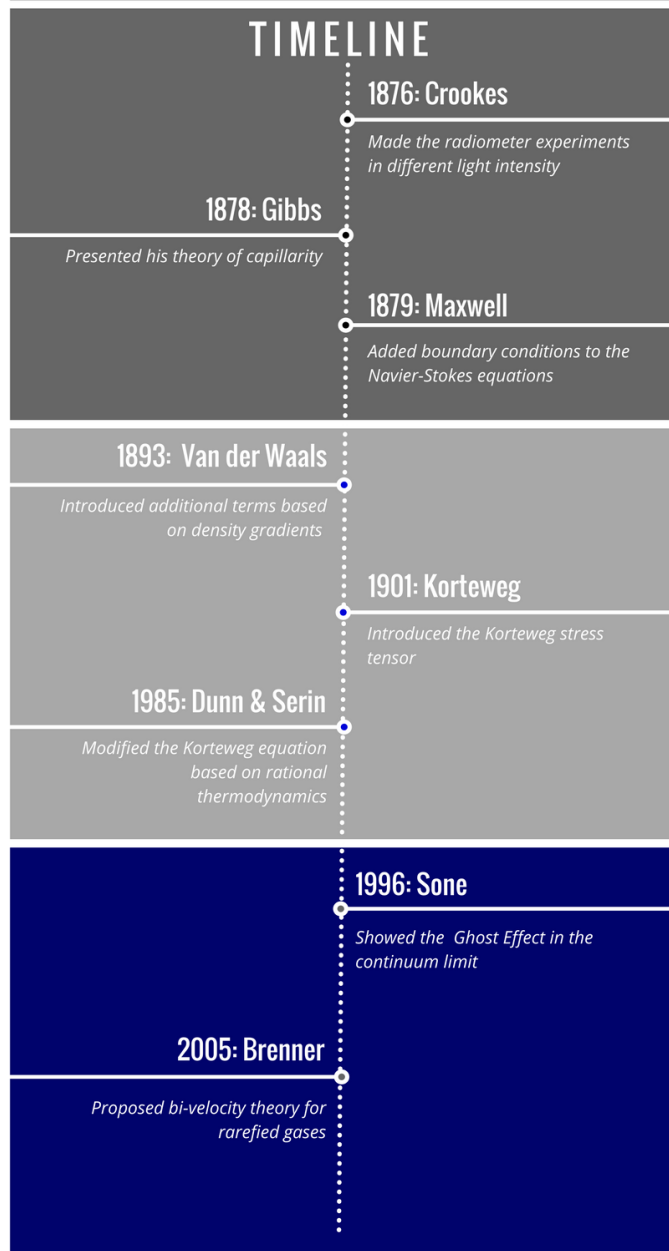 TIMELINE
1876: Crookes
Made the radiometer experiments
in different light intensity
1878: Gibbs
Presented his theory of capillarity
1879: Maxwell
Added boundary conditions to the
Navier-Stokes equations
1893: Van der Waals
Introduced additional terms based
on density gradients
1901: Korteweg
Introduced the Korteweg stress
tensor
1985: Dunn & Serin
Modified the Korteweg equation
based on rational
thermodynamics
1996: Sone
Showed the Ghost Effect in the
continuum limit
2005: Brenner
Proposed bi-velocity theory for
rarefied gases